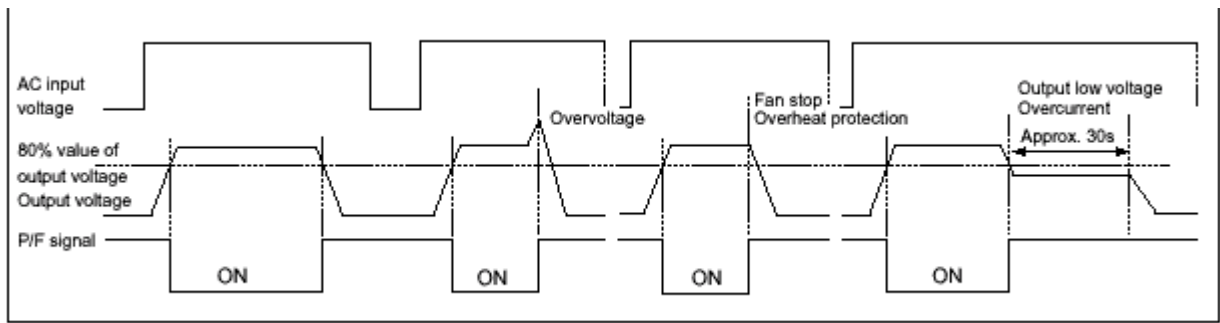 AC input
voltage
Overvoltage
Fan stop
Overheat protection
Output low voltage
Overcurrent
Approx. 30s
80% value of
output voltage
Output voltage
P/F signal
ON
ON
ON
ON